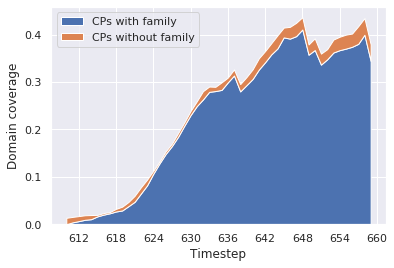 CPs with family
CPs without family
Domain coverage
0.4
0.3
0.2
0.1
0.0
612 618 624 630 636 642 648 654 660
Timestep